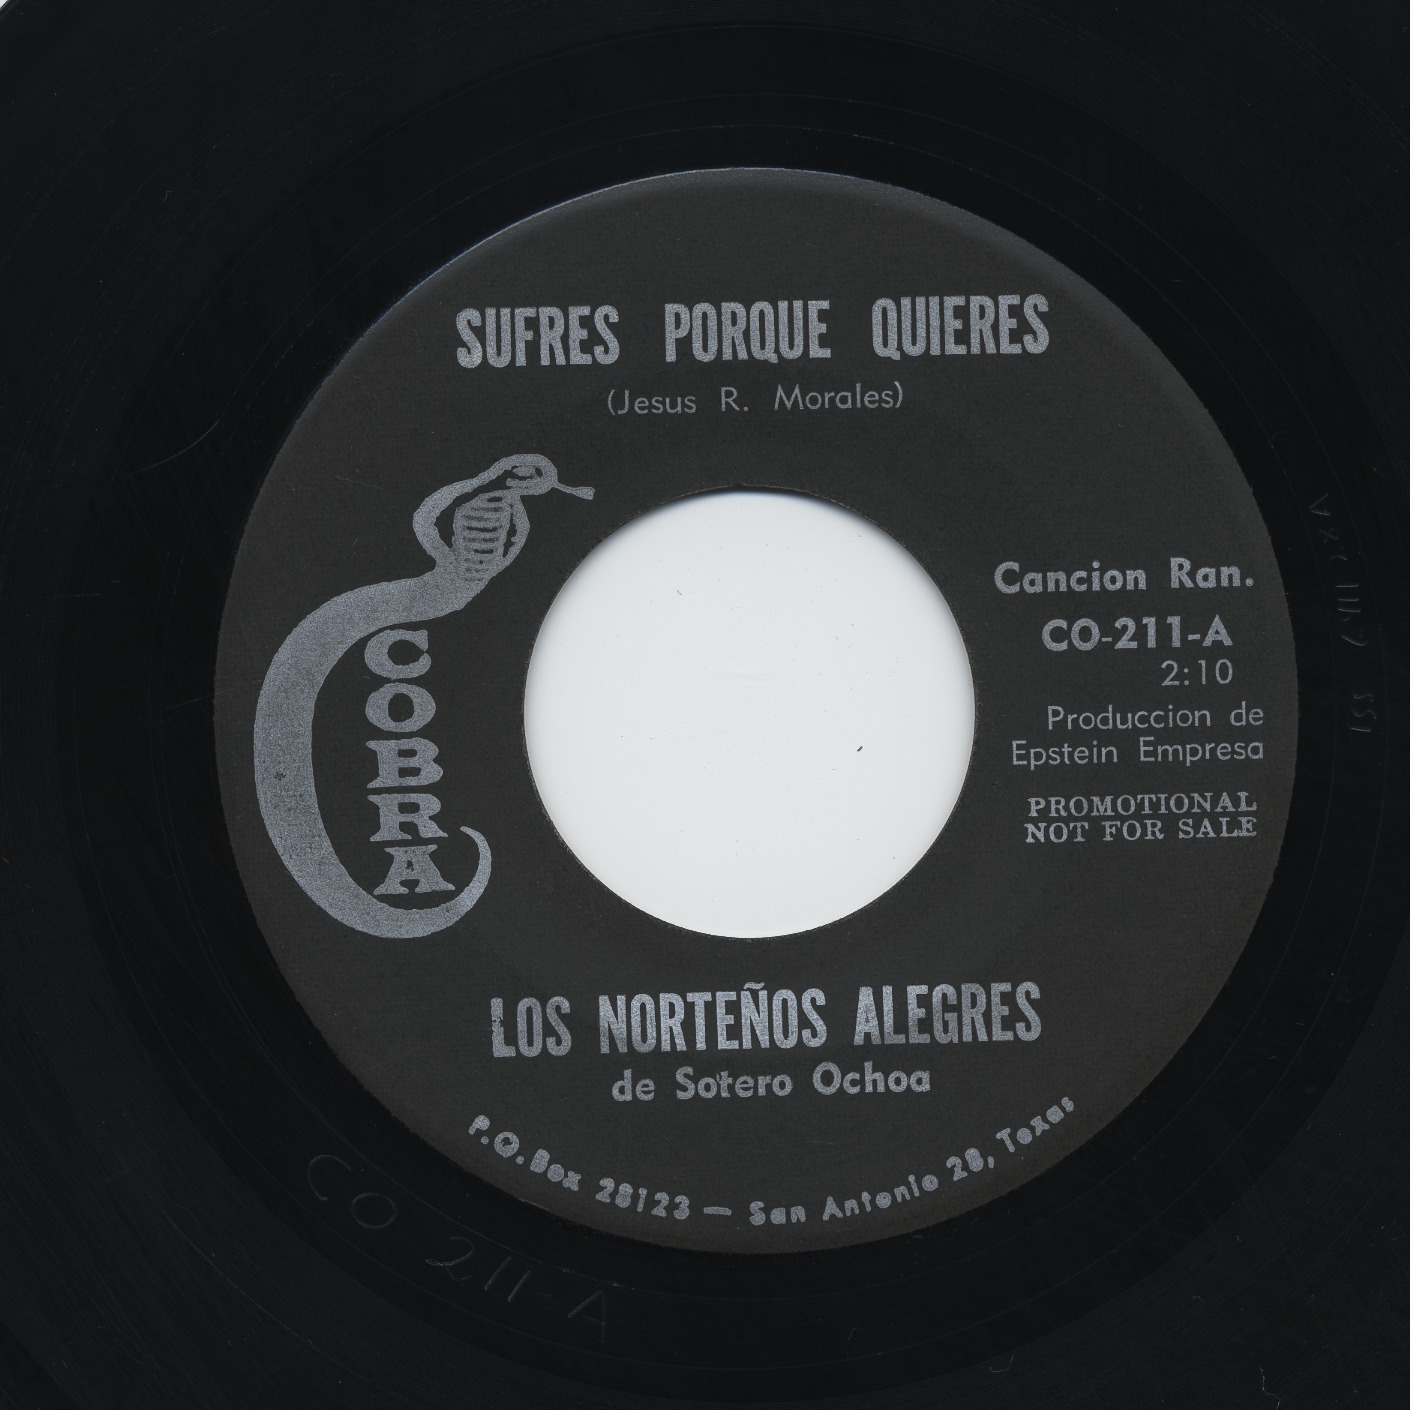 SUFRES PORQUE QUIERES
(Jesus R. Morales)
COBRA
Cancion Ran.
CO-211-A
2:10
Produccion de
Epstein Empresa
PROMOTIONAL
NOT FOR SALE
LOS NORTEÑOS ALEGRES
de Sotero Ochoa
P.O. Box 28123 — San Antonio 28, Texas
CO 211-A